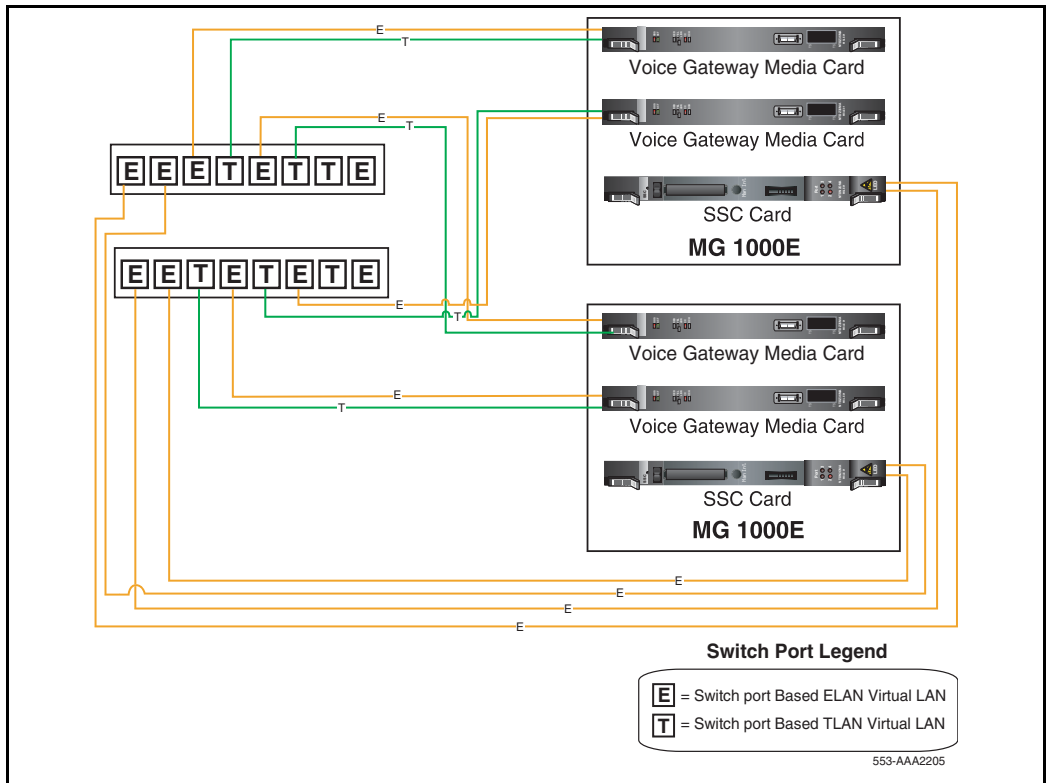 E
T
Voice Gateway Media Card
E
T
Voice Gateway Media Card
E E E T E T T E
SSC Card
MG 1000E
E E T E T E T E
E
T
Voice Gateway Media Card
E
T
Voice Gateway Media Card
SSC Card
MG 1000E
E
E
E
E
Switch Port Legend
E = Switch port Based ELAN Virtual LAN
T = Switch port Based TLAN Virtual LAN
553-AAA2205